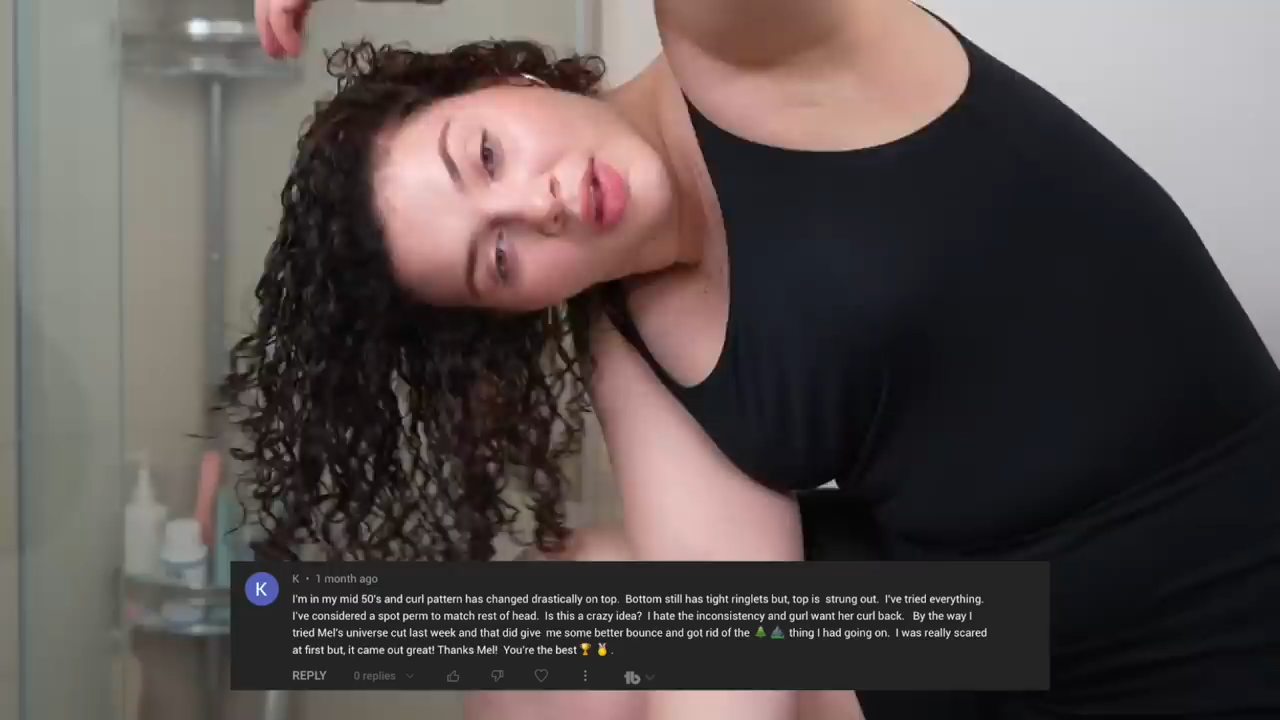 K • 1 month ago
I'm in my mid 50's and curl pattern has changed drastically on top.  Bottom still has tight ringlets but, top is  strung out.  I've tried everything.
I've considered a spot perm to match rest of head.  Is this a crazy idea?  I hate the inconsistency and gurl want her curl back.   By the way I
tried Mel's universe cut last week and that did give  me some better bounce and got rid of the 🎄⛵ thing I had going on.  I was really scared
at first but, it came out great! Thanks Mel!  You're the best 🏆 🥇.
REPLY 0 replies
K